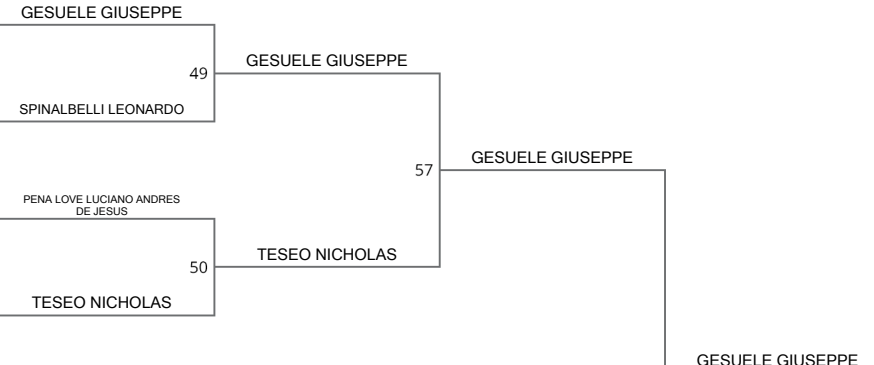 GESUELE GIUSEPPE
49
GESUELE GIUSEPPE
SPINALBELLI LEONARDO
57
GESUELE GIUSEPPE
PENA LOVE LUCIANO ANDRES
DE JESUS
50
TESEO NICHOLAS
TESEO NICHOLAS
GESUELE GIUSEPPE